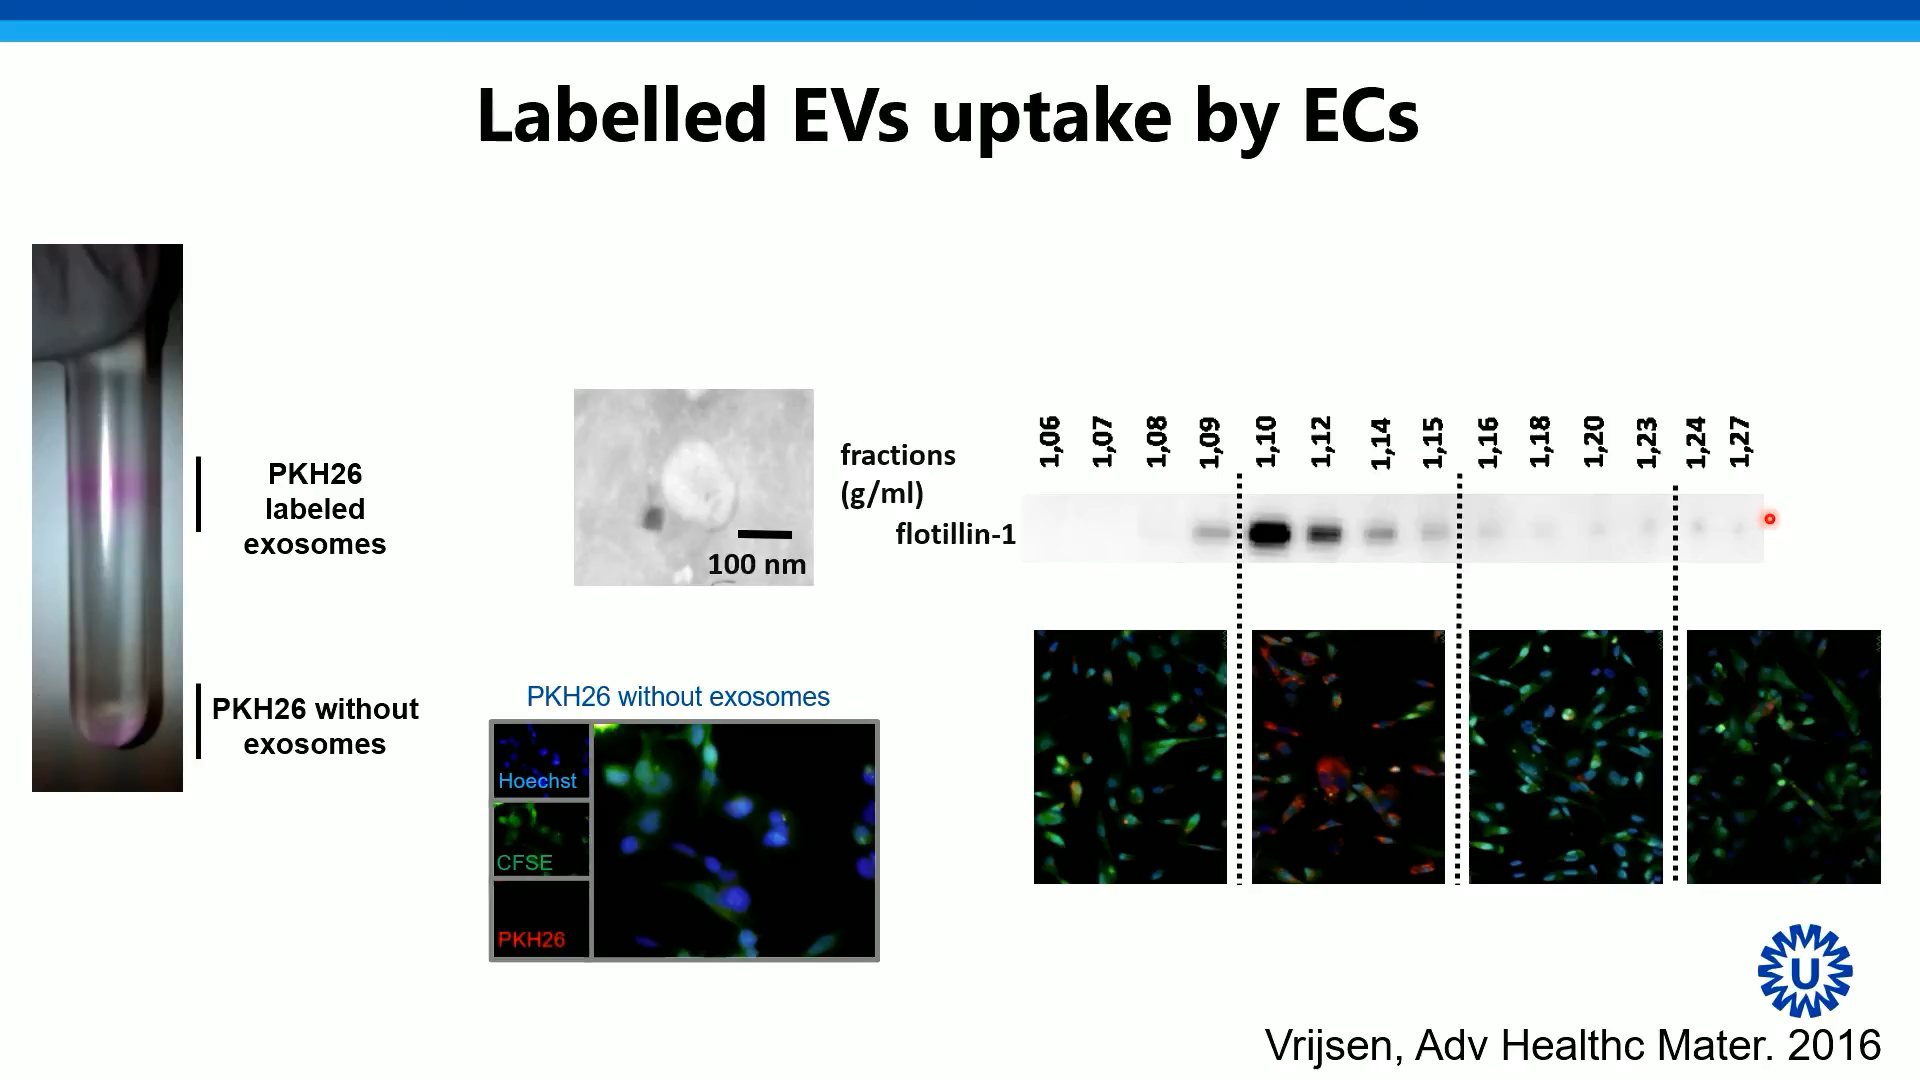 Labelled EVs uptake by ECs
PKH26
labeled
exosomes
PKH26 without
exosomes
100 nm
fractions
(g/ml)
flotillin-1
1,06
1,07
1,08
1,09
1,10
1,12
1,14
1,15
1,16
1,18
1,20
1,23
1,24
1,27
PKH26 without exosomes
Hoechst
CFSE
PKH26
U
Vrijsen, Adv Healthc Mater. 2016